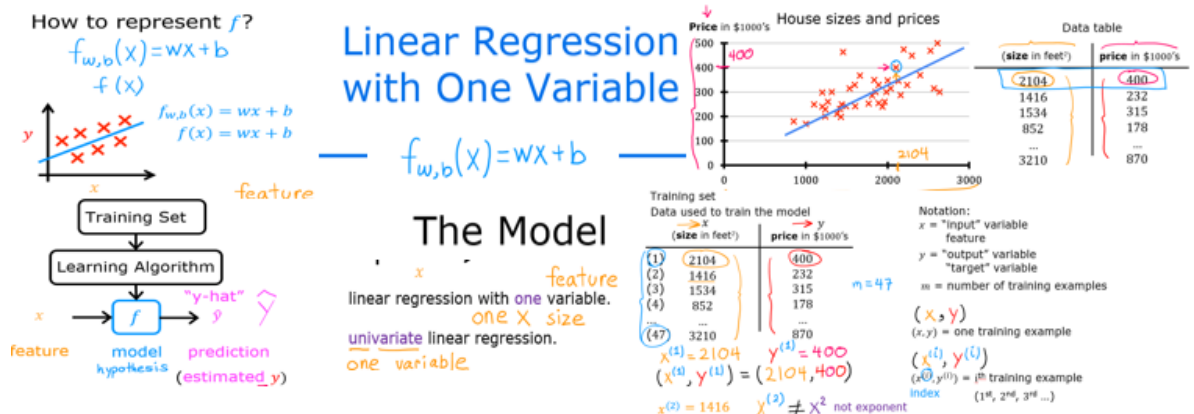 How to represent f?
f_{w,b}(x)=wx+b
f(x)
f_{w,b}(x) = wx + b
f(x) = wx + b
y
x
feature
Training Set
Learning Algorithm
x
f
"y-hat"
ŷ
ŷ
feature
model
hypothesis
prediction
(estimated y)
Linear Regression
with One Variable
f_{w,b}(x)=wx+b
The Model
x
feature
linear regression with one variable.
one x size
univariate linear regression.
one variable
House sizes and prices
Price in $1000's
500
400
400
300
200
100
0
2104
0 1000 2000 3000
Data table
(size in feet²) price in $1000's
2104 400
1416 232
1534 315
852 178
... ...
3210 870
Training set
Data used to train the model
x y
(size in feet²) price in $1000's
(1) 2104 400
(2) 1416 232
(3) 1534 315
(4) 852 178
... ...
(47) 3210 870
m=47
x^{(1)}=2104 y^{(1)}=400
(x^{(1)}, y^{(1)}) = (2104, 400)
x^{(2)} = 1416 x^{(2)} ≠ x² not exponent
Notation:
x = "input" variable
feature
y = "output" variable
"target" variable
m = number of training examples
(x, y)
(x, y) = one training example
(x^{(i)}, y^{(i)})
(x^{(i)}, y^{(i)}) = i^{th} training example
index
(1st, 2nd, 3rd ...)